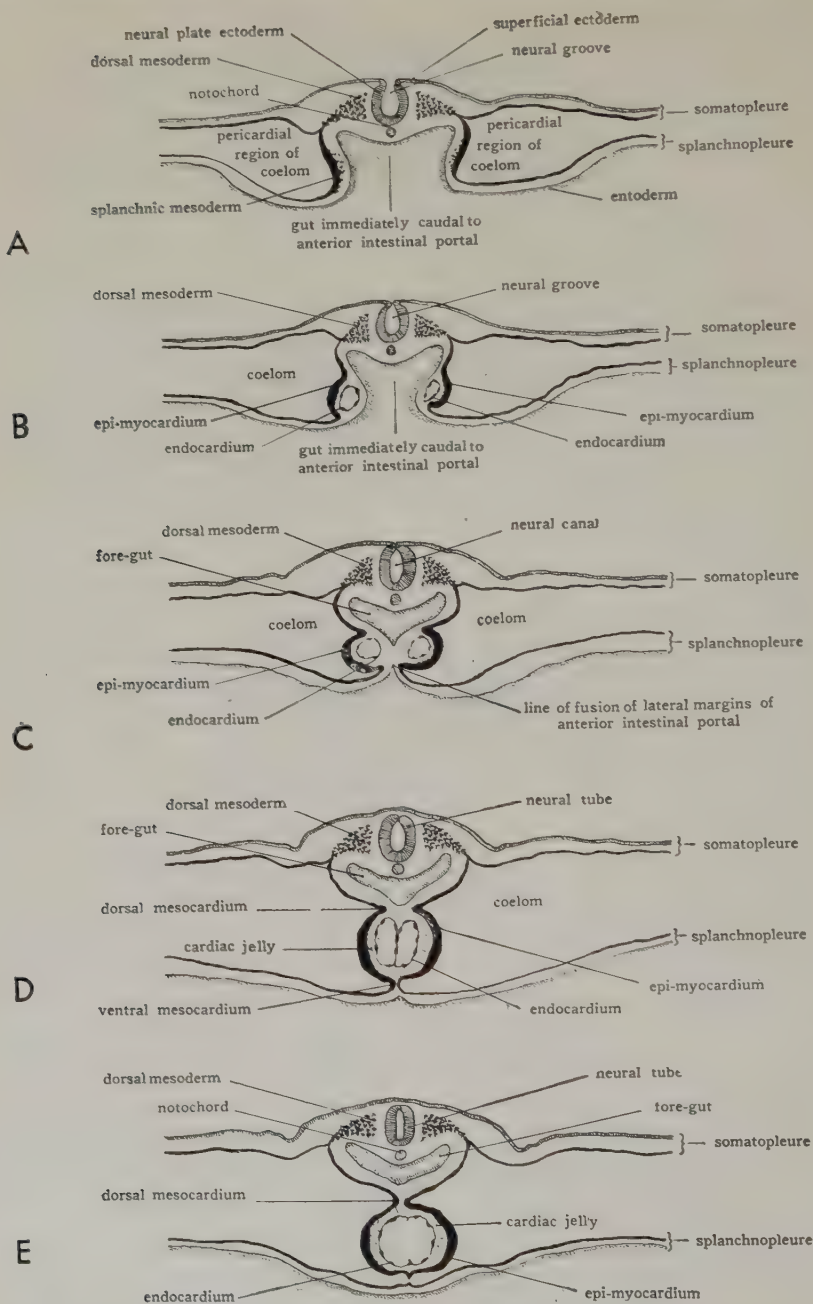 superficial ectoderm
neural plate ectoderm
neural groove
dorsal mesoderm
notochord
somatopleure
pericardial
region of
coelom
pericardial
region of
coelom
splanchnopleure
splanchnic mesoderm
entoderm
gut immediately caudal to
anterior intestinal portal
A
dorsal mesoderm
neural groove
somatopleure
coelom
splanchnopleure
B
epi-myocardium
epi-myocardium
endocardium
endocardium
gut immediately caudal to
anterior intestinal portal
dorsal mesoderm
neural canal
fore-gut
somatopleure
coelom
coelom
splanchnopleure
epi-myocardium
endocardium
line of fusion of lateral margins of
anterior intestinal portal
C
dorsal mesoderm
neural tube
fore-gut
somatopleure
dorsal mesocardium
coelom
cardiac jelly
splanchnopleure
epi-myocardium
D
ventral mesocardium
endocardium
dorsal mesoderm
neural tube
notochord
fore-gut
somatopleure
dorsal mesocardium
cardiac jelly
splanchnopleure
E
endocardium
epi-myocardium